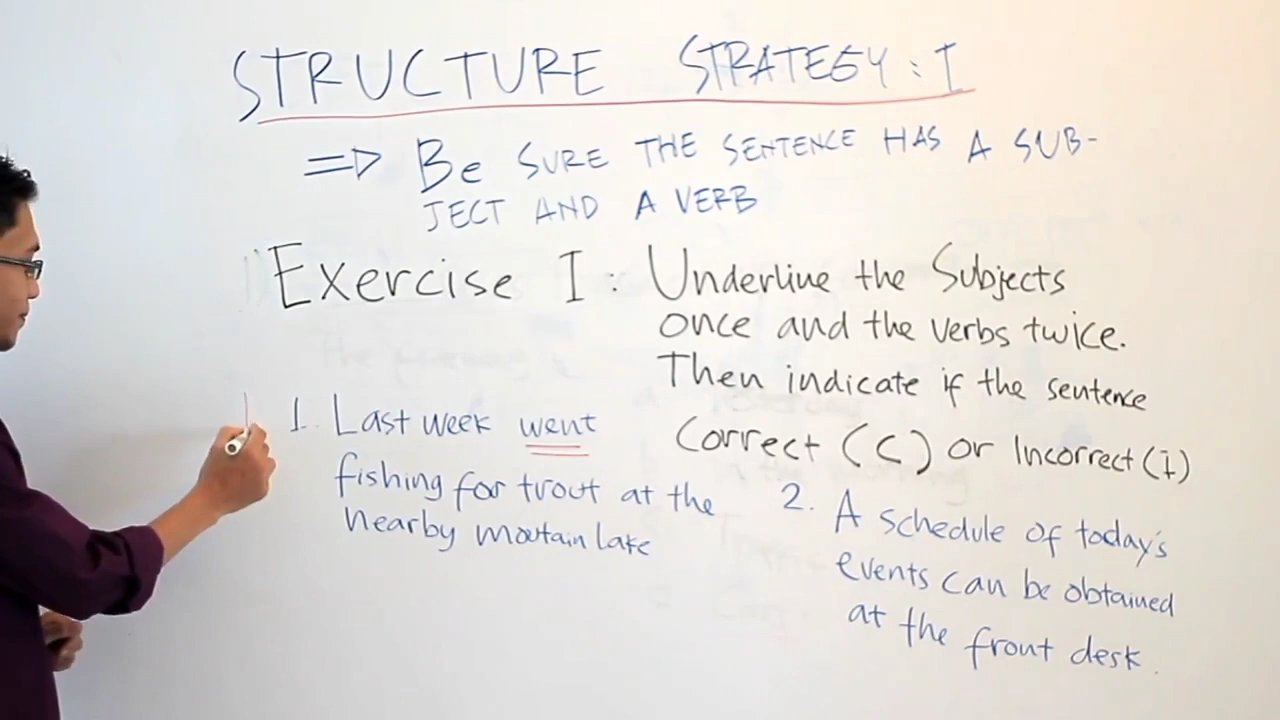 STRUCTURE STRATEGY : I
⇒ Be SURE THE SENTENCE HAS A SUB-
JECT AND A VERB
Exercise I : Underline the Subjects
once and the verbs twice.
Then indicate if the sentence
Correct (C) or Incorrect (i)
1. Last week went
fishing for trout at the
nearby moutain lake
2. A schedule of today's
events can be obtained
at the front desk.